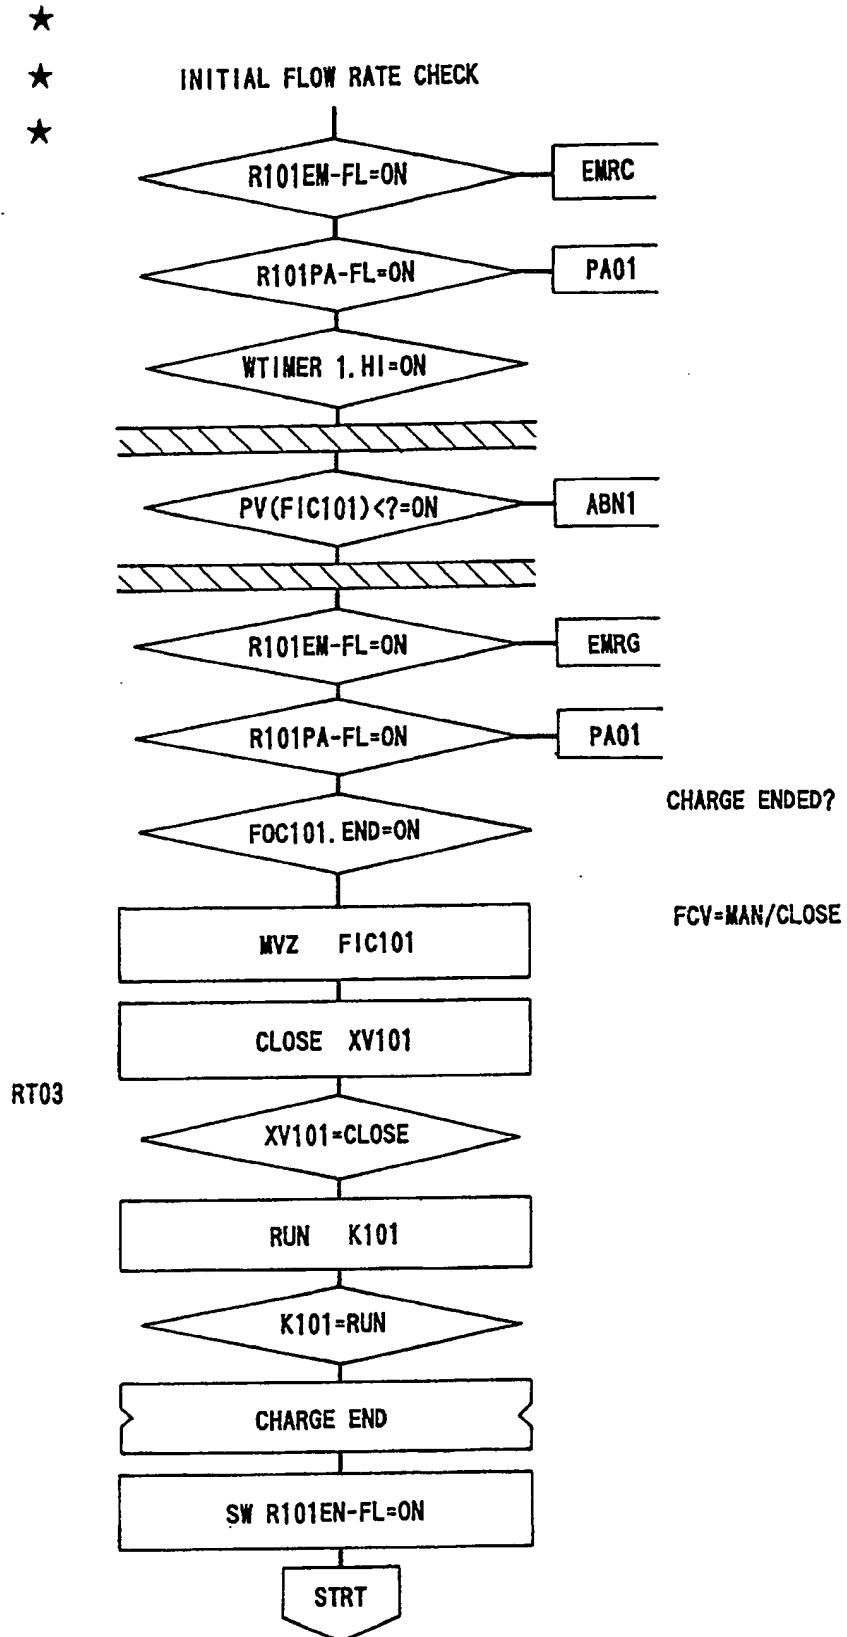 ★
★ INITIAL FLOW RATE CHECK
★
R101EM-FL=ON EMRC
R101PA-FL=ON PA01
WTIMER 1.HI=ON
PV(FIC101)<?=ON ABN1
R101EM-FL=ON EMRG
R101PA-FL=ON PA01
CHARGE ENDED?
FOC101.END=ON
FCV=MAN/CLOSE
MVZ FIC101
CLOSE XV101
RT03
XV101=CLOSE
RUN K101
K101=RUN
CHARGE END
SW R101EN-FL=ON
STRT